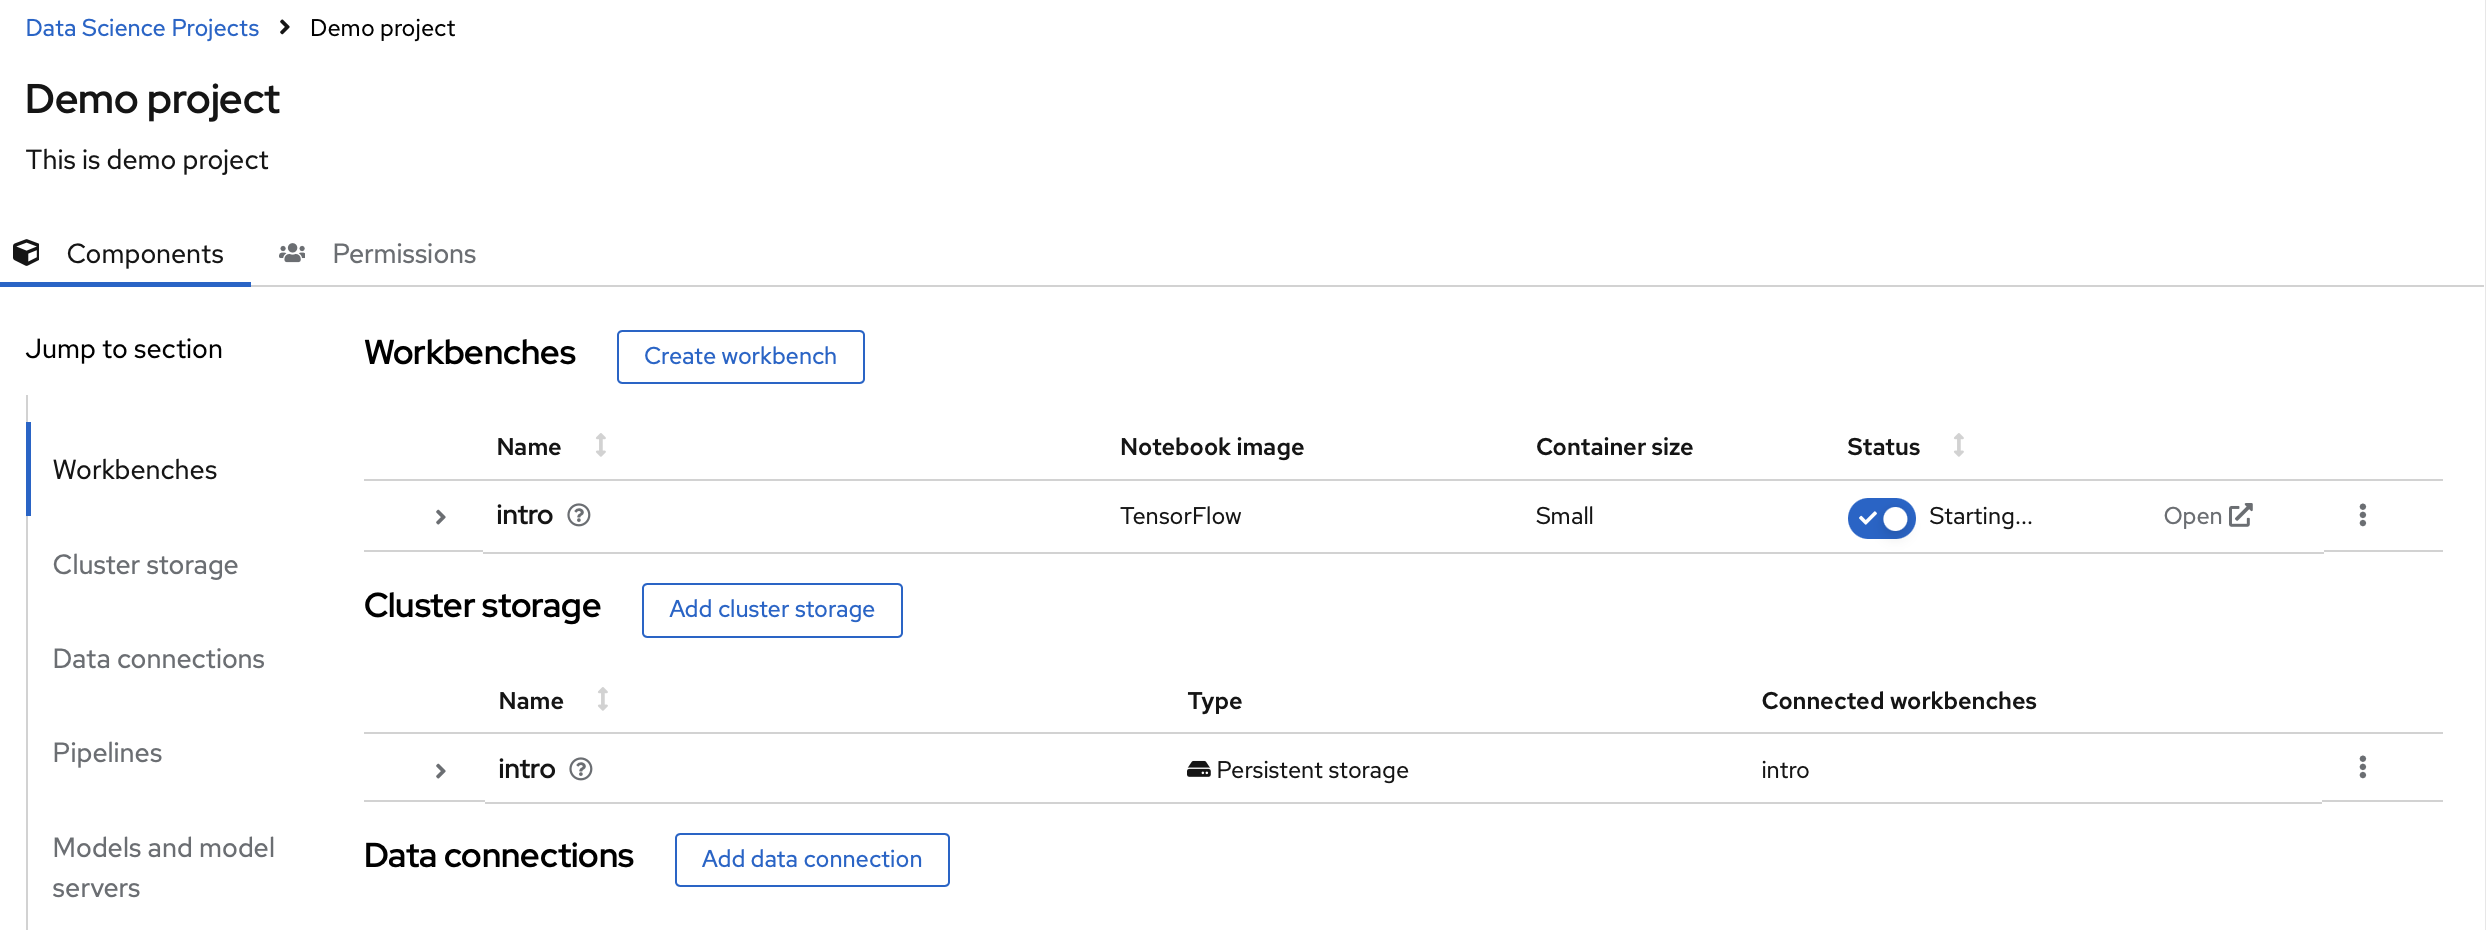 Data Science Projects > Demo project
Demo project
This is demo project
Components Permissions
Jump to section
Workbenches
Cluster storage
Data connections
Pipelines
Models and model
servers
Workbenches Create workbench
Name Notebook image Container size Status
intro TensorFlow Small Starting... Open
Cluster storage Add cluster storage
Name Type Connected workbenches
intro Persistent storage intro
Data connections Add data connection